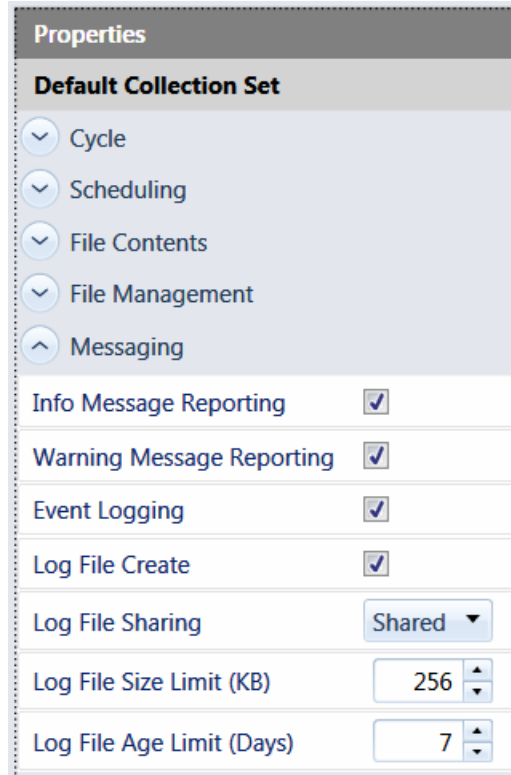 Properties
Default Collection Set
Cycle
Scheduling
File Contents
File Management
Messaging
Info Message Reporting
Warning Message Reporting
Event Logging
Log File Create
Log File Sharing Shared
Log File Size Limit (KB) 256
Log File Age Limit (Days) 7